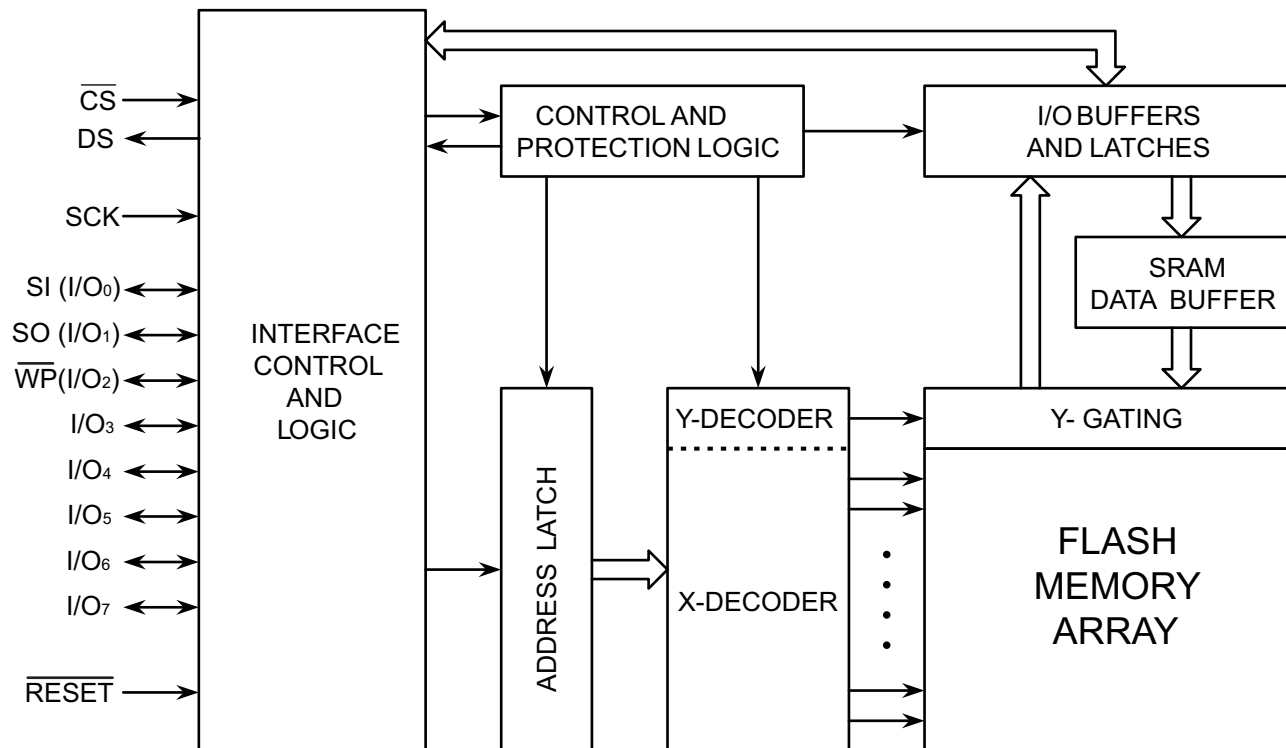 CS
DS
SCK
SI (I/O0)
SO (I/O1)
WP(I/O2)
I/O3
I/O4
I/O5
I/O6
I/O7
RESET
INTERFACE
CONTROL
AND
LOGIC
CONTROL AND
PROTECTION LOGIC
I/O BUFFERS
AND LATCHES
SRAM
DATA BUFFER
ADDRESS LATCH
Y-DECODER
X-DECODER
Y- GATING
FLASH
MEMORY
ARRAY